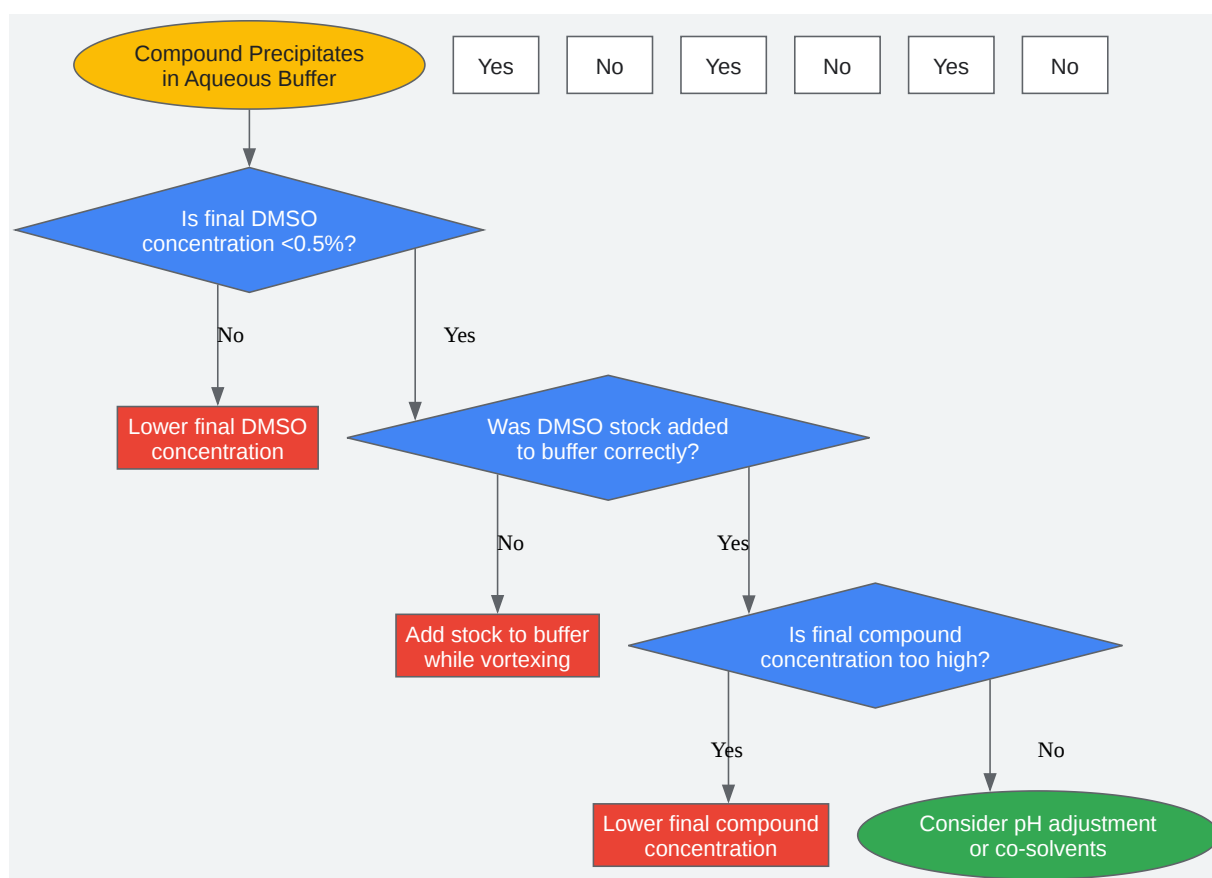 Compound Precipitates
in Aqueous Buffer
Yes
No
Yes
No
Yes
No
Is final DMSO
concentration <0.5%?
No
Yes
Lower final DMSO
concentration
Was DMSO stock added
to buffer correctly?
No
Yes
Add stock to buffer
while vortexing
Is final compound
concentration too high?
Yes
No
Lower final compound
concentration
Consider pH adjustment
or co-solvents